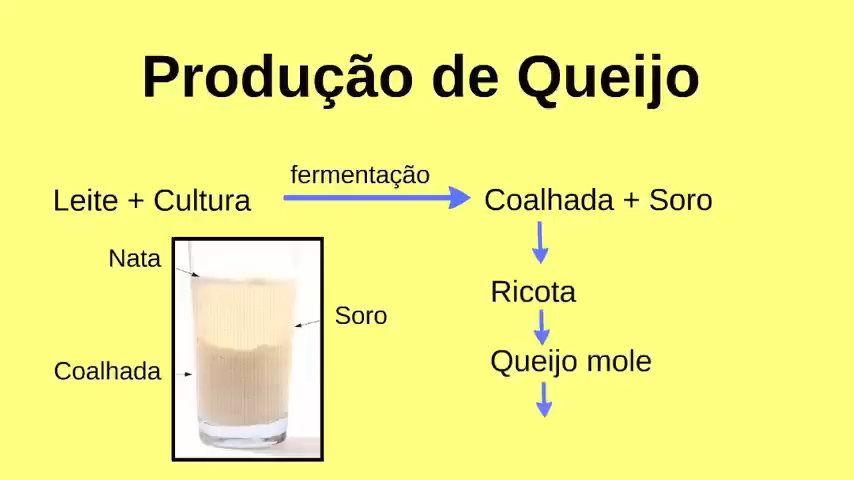 Produção de Queijo
fermentação
Leite + Cultura
Coalhada + Soro
Nata
Ricota
Soro
Queijo mole
Coalhada